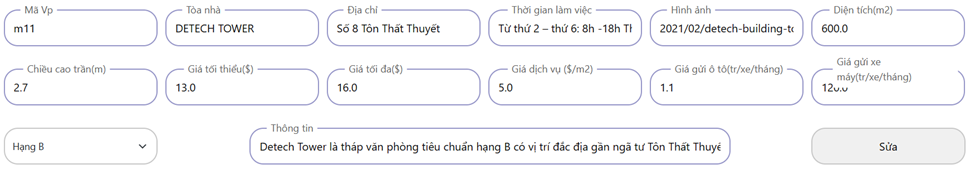 Mã Vp
m11
Tòa nhà
DETECH TOWER
Địa chỉ
Số 8 Tôn Thất Thuyết
Thời gian làm việc
Từ thứ 2 – thứ 6: 8h -18h Th
Hình ảnh
2021/02/detech-building-to
Diện tích(m2)
600.0
Chiều cao trần(m)
2.7
Giá tối thiểu($)
13.0
Giá tối đa($)
16.0
Giá dịch vụ ($/m2)
5.0
Giá gửi ô tô(tr/xe/tháng)
1.1
Giá gửi xe
máy(tr/xe/tháng)
120.0
Hạng B
Thông tin
Detech Tower là tháp văn phòng tiêu chuẩn hạng B có vị trí đắc địa gần ngã tư Tôn Thất Thuyế
Sửa